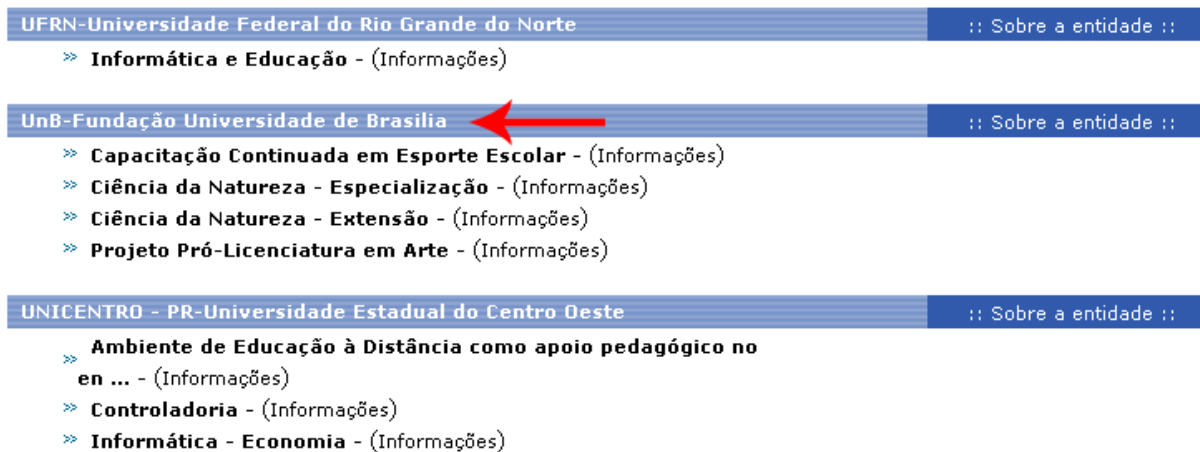 UFRN-Universidade Federal do Rio Grande do Norte :: Sobre a entidade ::
» Informática e Educação - (Informações)
UnB-Fundação Universidade de Brasilia :: Sobre a entidade ::
» Capacitação Continuada em Esporte Escolar - (Informações)
» Ciência da Natureza - Especialização - (Informações)
» Ciência da Natureza - Extensão - (Informações)
» Projeto Pró-Licenciatura em Arte - (Informações)
UNICENTRO - PR-Universidade Estadual do Centro Oeste :: Sobre a entidade ::
» Ambiente de Educação à Distância como apoio pedagógico no
en ... - (Informações)
» Controladoria - (Informações)
» Informática - Economia - (Informações)